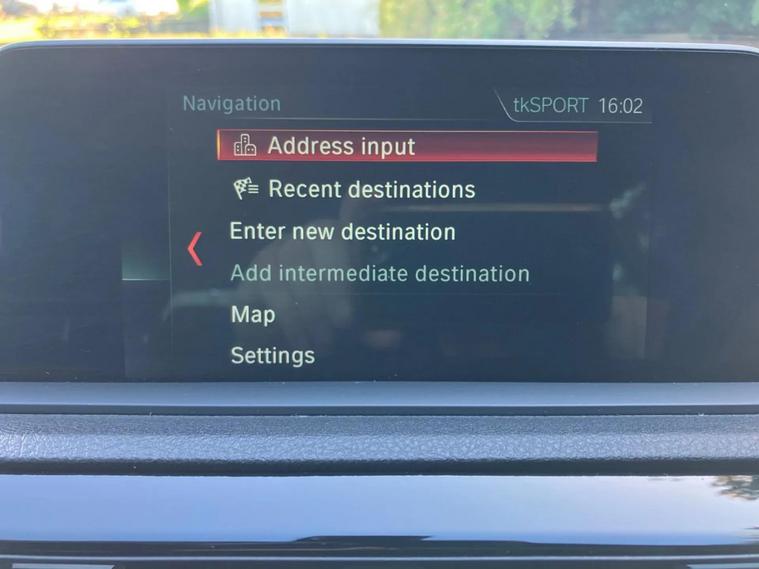 Navigation
tkSPORT 16:02
Address input
Recent destinations
Enter new destination
Add intermediate destination
Map
Settings